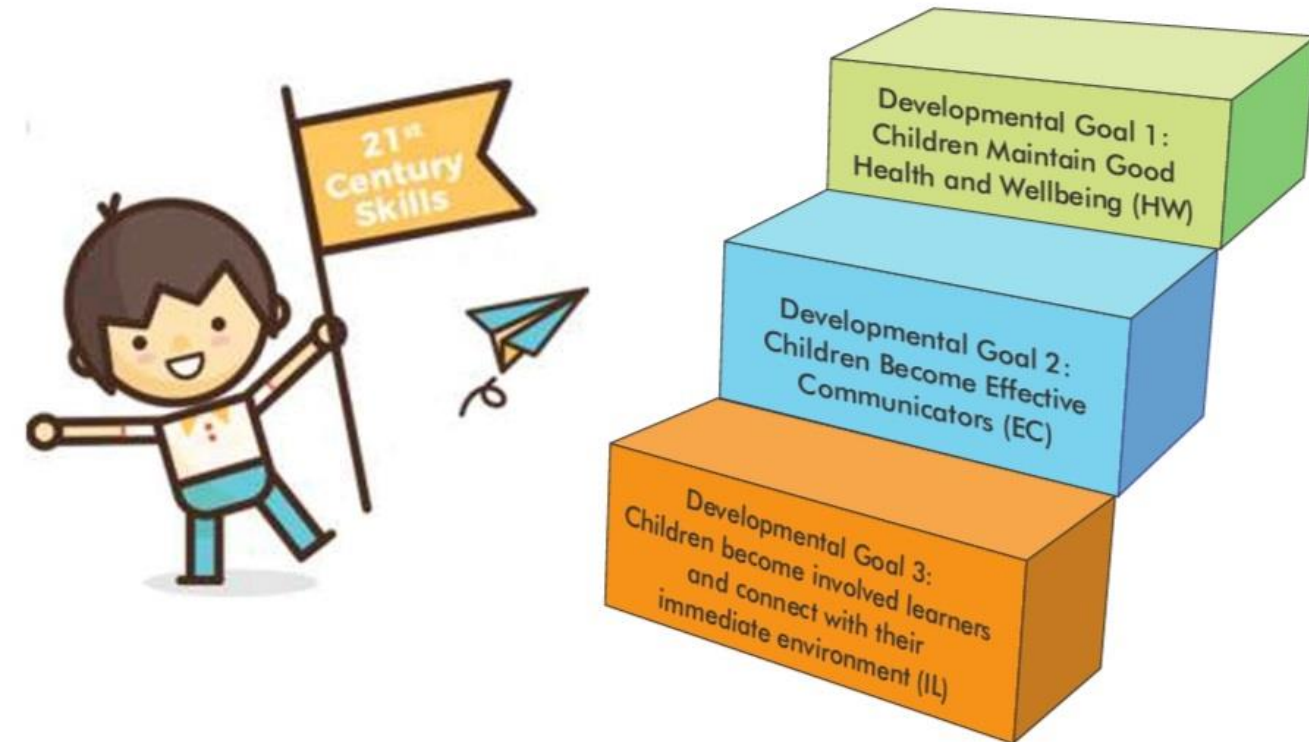 21st
Century
Skills
Developmental Goal 1:
Children Maintain Good
Health and Wellbeing (HW)
Developmental Goal 2:
Children Become Effective
Communicators (EC)
Developmental Goal 3:
Children become involved learners
and connect with their
immediate environment (IL)